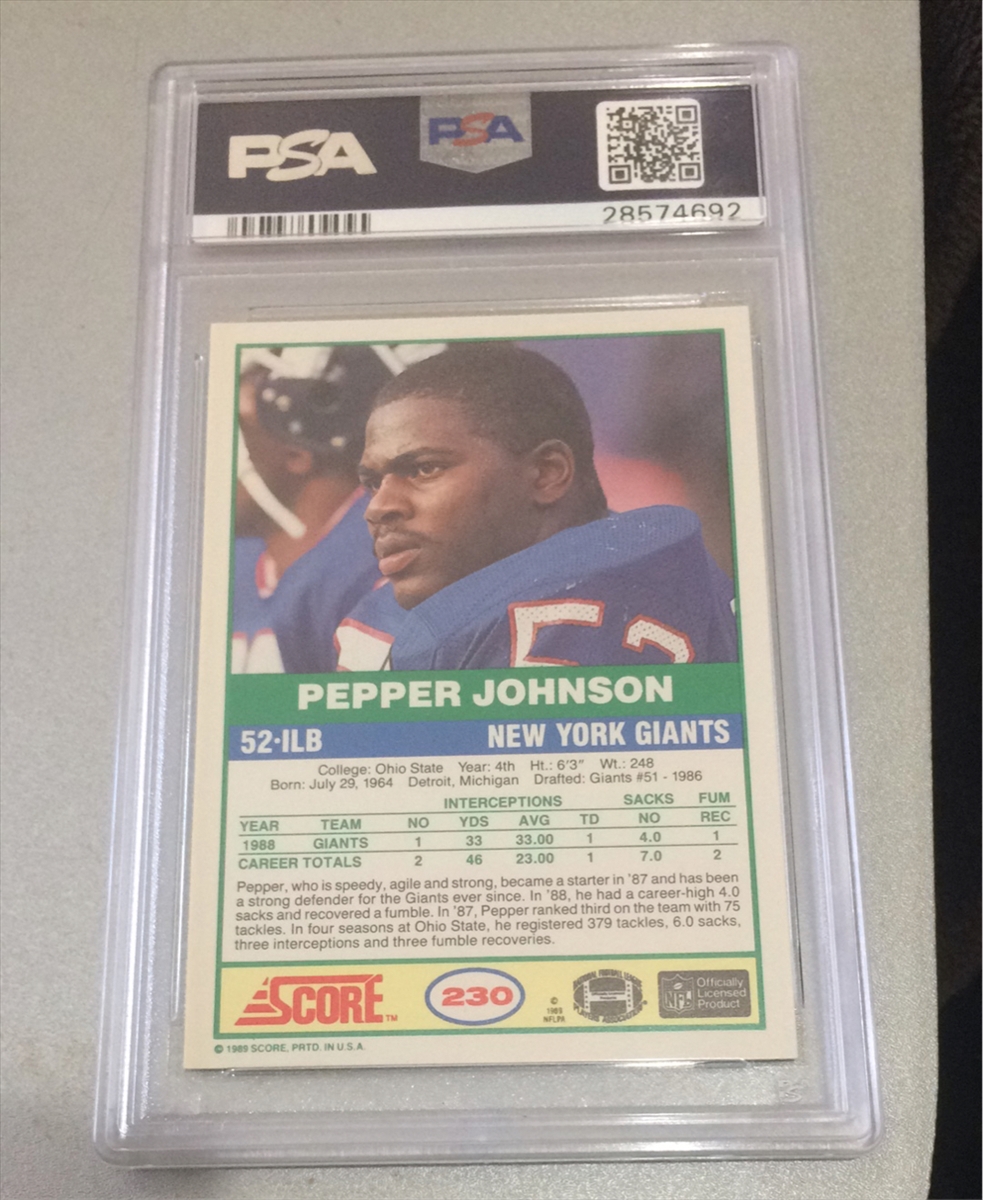 PSA
PSA
28574692
52
PEPPER JOHNSON
52·ILB NEW YORK GIANTS
College: Ohio State Year: 4th Ht.: 6'3" Wt.: 248
Born: July 29, 1964 Detroit, Michigan Drafted: Giants #51 - 1986
INTERCEPTIONS SACKS FUM
YEAR TEAM NO YDS AVG TD NO REC
1988 GIANTS 1 33 33.00 1 4.0 1
CAREER TOTALS 2 46 23.00 1 7.0 2
Pepper, who is speedy, agile and strong, became a starter in '87 and has been
a strong defender for the Giants ever since. In '88, he had a career-high 4.0
sacks and recovered a fumble. In '87, Pepper ranked third on the team with 75
tackles. In four seasons at Ohio State, he registered 379 tackles, 6.0 sacks,
three interceptions and three fumble recoveries.
SCORE™
230
©
1989
NFLPA
NFL
Officially
Licensed
Product
© 1989 SCORE, PRTD. IN U.S.A.